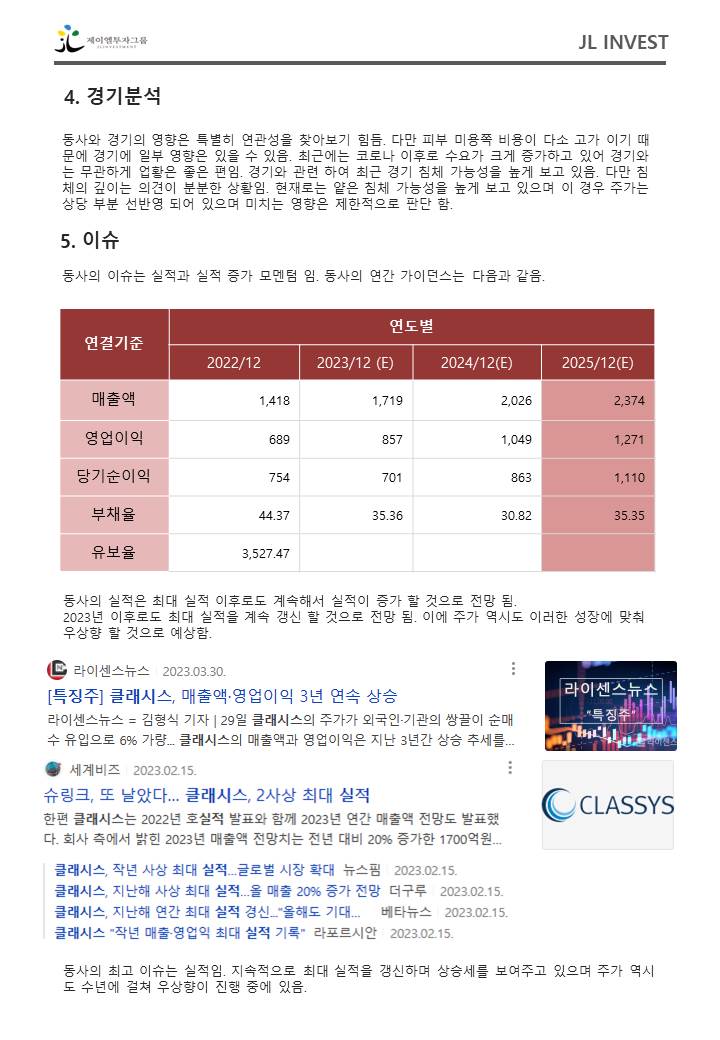 제이엘투자그룹
JL INVESTMENT
JL INVEST
4. 경기분석
동사와 경기의 영향은 특별히 연관성을 찾아보기 힘듬. 다만 피부 미용쪽 비용이 다소 고가 이기 때
문에 경기에 일부 영향은 있을 수 있음. 최근에는 코로나 이후로 수요가 크게 증가하고 있어 경기와
는 무관하게 업황은 좋은 편임. 경기와 관련 하여 최근 경기 침체 가능성을 높게 보고 있음. 다만 침
체의 깊이는 의견이 분분한 상황임. 현재로는 얕은 침체 가능성을 높게 보고 있으며 이 경우 주가는
상당 부분 선반영 되어 있으며 미치는 영향은 제한적으로 판단 함.
5. 이슈
동사의 이슈는 실적과 실적 증가 모멘텀 임. 동사의 연간 가이던스는 다음과 같음.
연결기준 연도별
2022/12 2023/12 (E) 2024/12(E) 2025/12(E)
매출액 1,418 1,719 2,026 2,374
영업이익 689 857 1,049 1,271
당기순이익 754 701 863 1,110
부채율 44.37 35.36 30.82 35.35
유보율 3,527.47
동사의 실적은 최대 실적 이후로도 계속해서 실적이 증가 할 것으로 전망 됨.
2023년 이후로도 최대 실적을 계속 갱신 할 것으로 전망 됨. 이에 주가 역시도 이러한 성장에 맞춰
우상향 할 것으로 예상함.
라이센스뉴스 2023.03.30.
[특징주] 클래시스, 매출액·영업이익 3년 연속 상승
라이센스뉴스 = 김형식 기자 | 29일 클래시스의 주가가 외국인·기관의 쌍끌이 순매
수 유입으로 6% 가량... 클래시스의 매출액과 영업이익은 지난 3년간 상승 추세를...
라이센스뉴스
"특징주"
라이센스
세계비즈 2023.02.15.
슈링크, 또 날았다... 클래시스, 2사상 최대 실적
한편 클래시스는 2022년 호실적 발표와 함께 2023년 연간 매출액 전망도 발표했
다. 회사 측에서 밝힌 2023년 매출액 전망치는 전년 대비 20% 증가한 1700억원...
CLASSYS
클래시스, 작년 사상 최대 실적...글로벌 시장 확대 뉴스핌 2023.02.15.
클래시스, 지난해 사상 최대 실적...올 매출 20% 증가 전망 더구루 2023.02.15.
클래시스, 지난해 연간 최대 실적 경신..."올해도 기대... 베타뉴스 2023.02.15.
클래시스 "작년 매출·영업익 최대 실적 기록" 라포르시안 2023.02.15.
동사의 최고 이슈는 실적임. 지속적으로 최대 실적을 갱신하며 상승세를 보여주고 있으며 주가 역시
도 수년에 걸쳐 우상향이 진행 중에 있음.